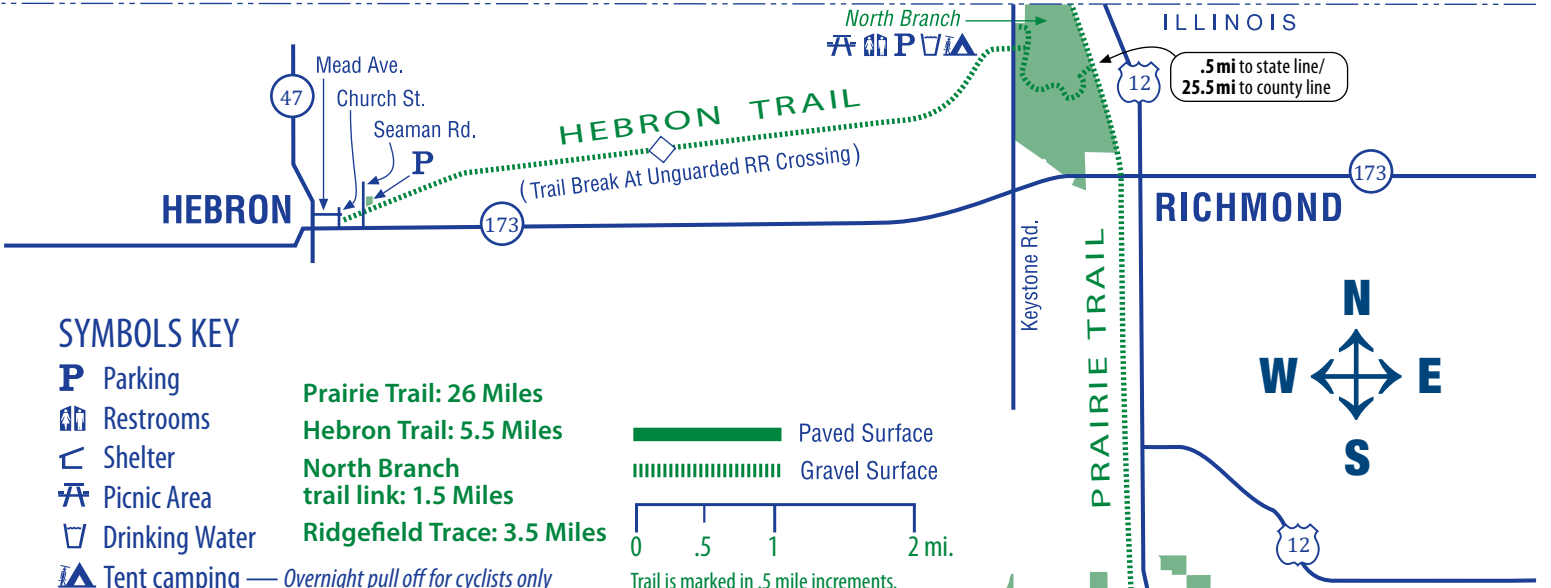 North Branch
P
ILLINOIS
.5 mi to state line/
25.5 mi to county line
12
47
Mead Ave.
Church St.
Seaman Rd.
P
HEBRON TRAIL
(Trail Break At Unguarded RR Crossing)
HEBRON
173
173
RICHMOND
Keystone Rd.
PRAIRIE TRAIL
N
W E
S
SYMBOLS KEY
P Parking
Restrooms
Shelter
Picnic Area
Drinking Water
Tent camping — Overnight pull off for cyclists only
Prairie Trail: 26 Miles
Hebron Trail: 5.5 Miles
North Branch
trail link: 1.5 Miles
Ridgefield Trace: 3.5 Miles
Paved Surface
Gravel Surface
0 .5 1 2 mi.
Trail is marked in .5 mile increments.
12